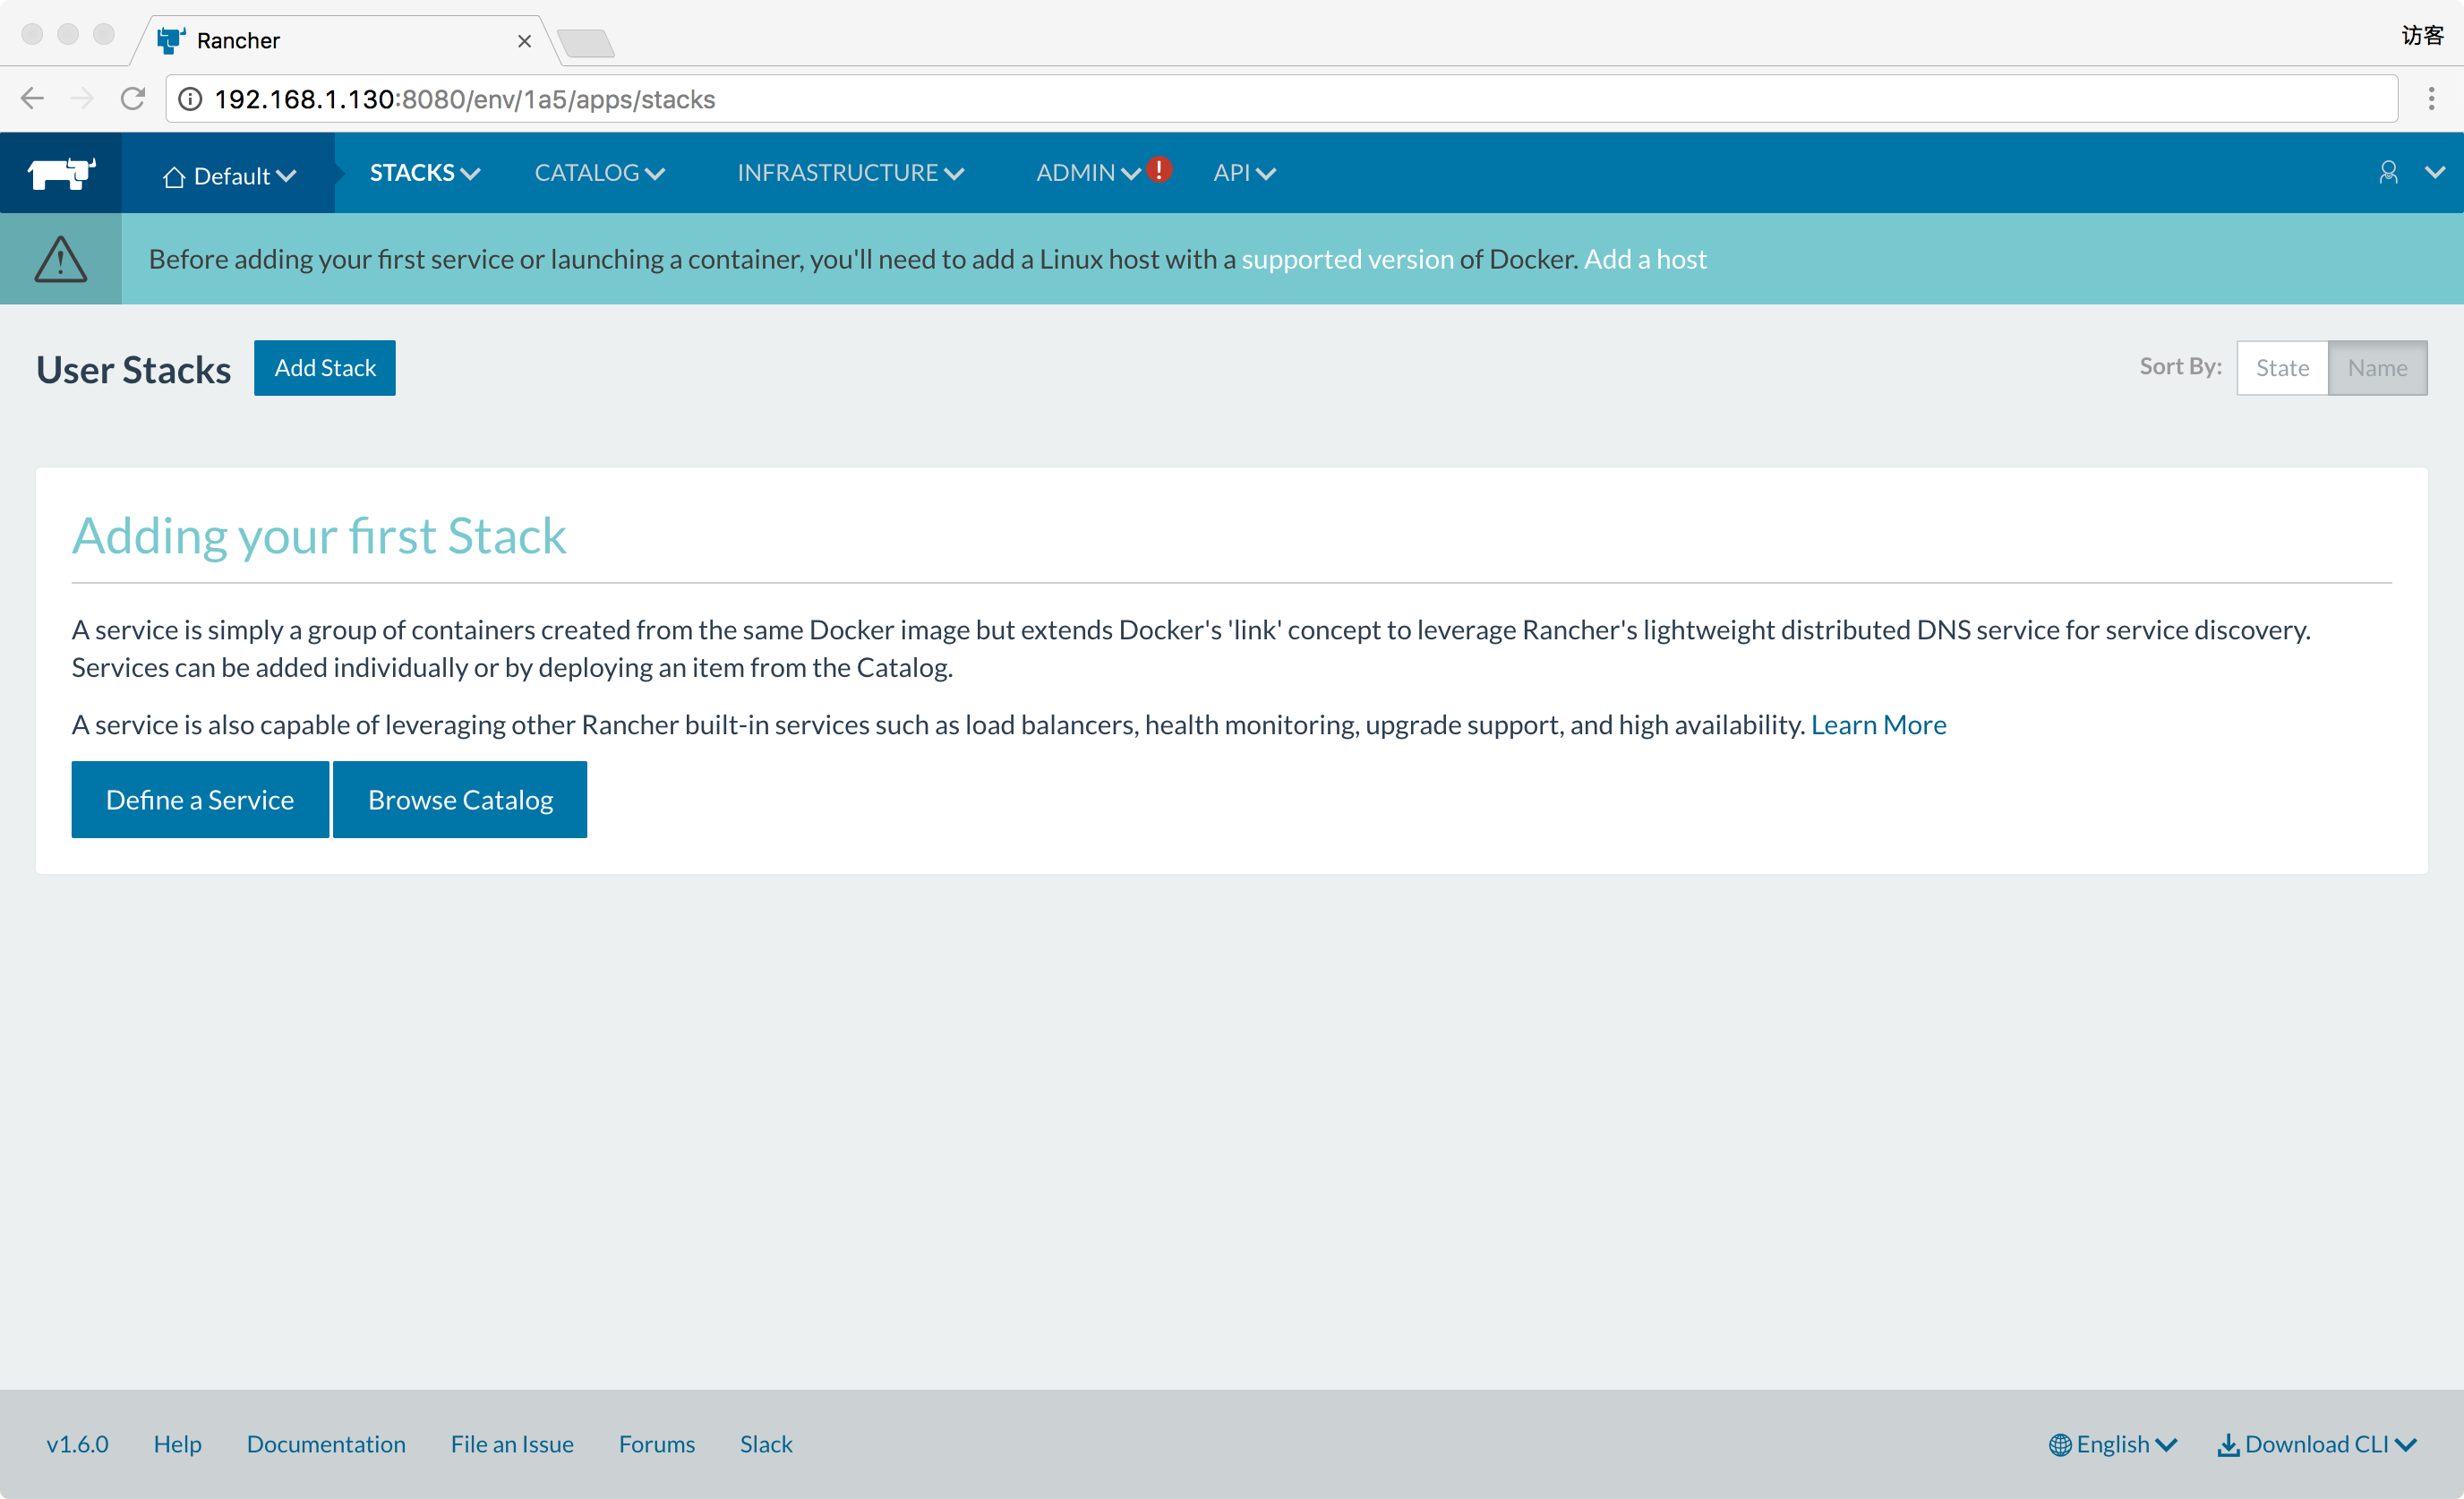 Rancher
访客
192.168.1.130:8080/env/1a5/apps/stacks
Default STACKS CATALOG INFRASTRUCTURE ADMIN ! API
Before adding your first service or launching a container, you'll need to add a Linux host with a supported version of Docker. Add a host
User Stacks Add Stack Sort By: State Name
Adding your first Stack
A service is simply a group of containers created from the same Docker image but extends Docker's 'link' concept to leverage Rancher's lightweight distributed DNS service for service discovery.
Services can be added individually or by deploying an item from the Catalog.
A service is also capable of leveraging other Rancher built-in services such as load balancers, health monitoring, upgrade support, and high availability. Learn More
Define a Service Browse Catalog
v1.6.0 Help Documentation File an Issue Forums Slack English Download CLI